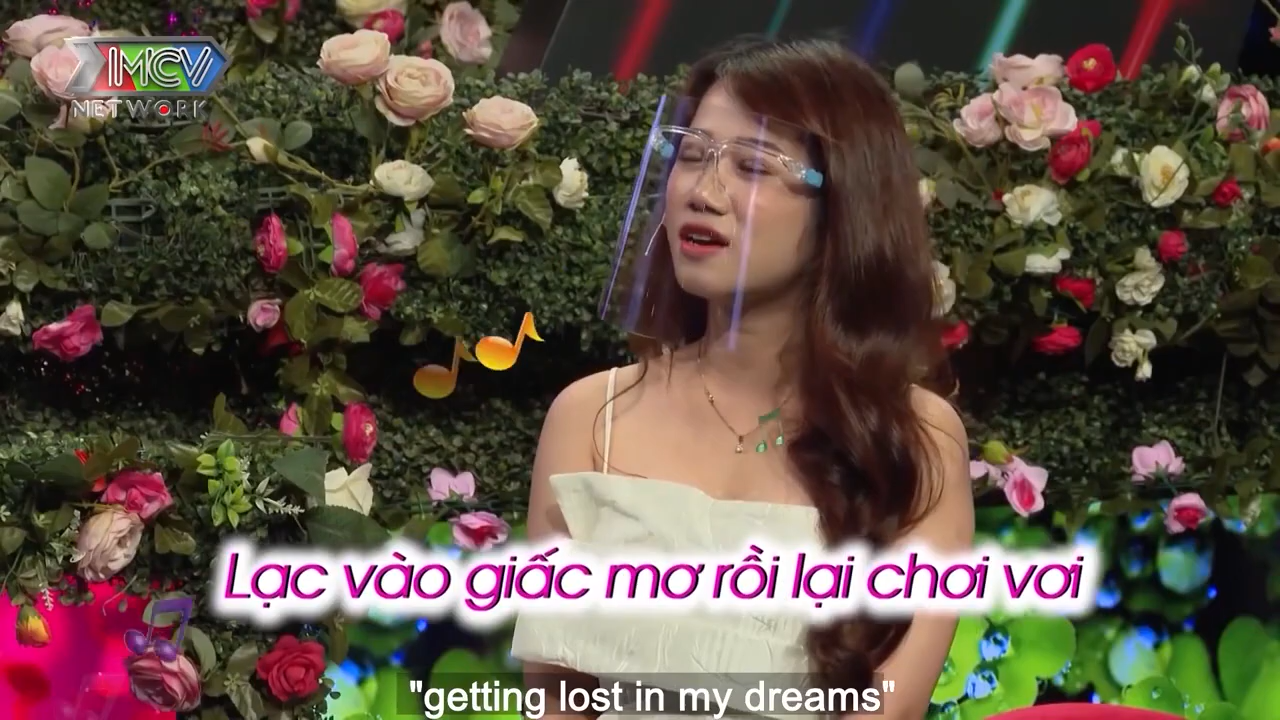 MCV
NETWORK
Lạc vào giấc mơ rồi lại chơi vơi
"getting lost in my dreams"